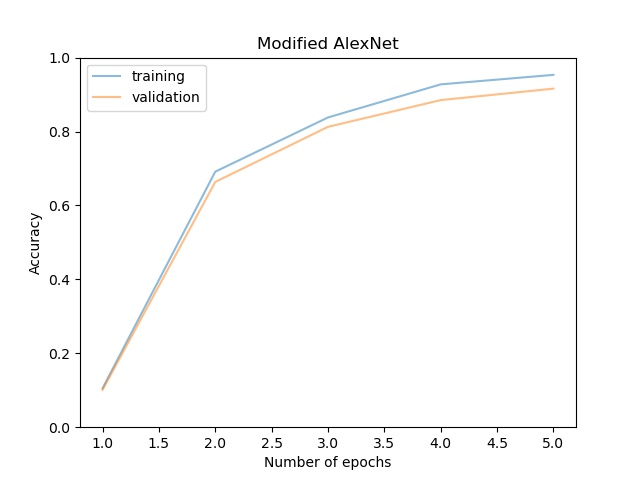 Modified AlexNet
training
validation
Accuracy
1.0
0.8
0.6
0.4
0.2
0.0
1.0 1.5 2.0 2.5 3.0 3.5 4.0 4.5 5.0
Number of epochs